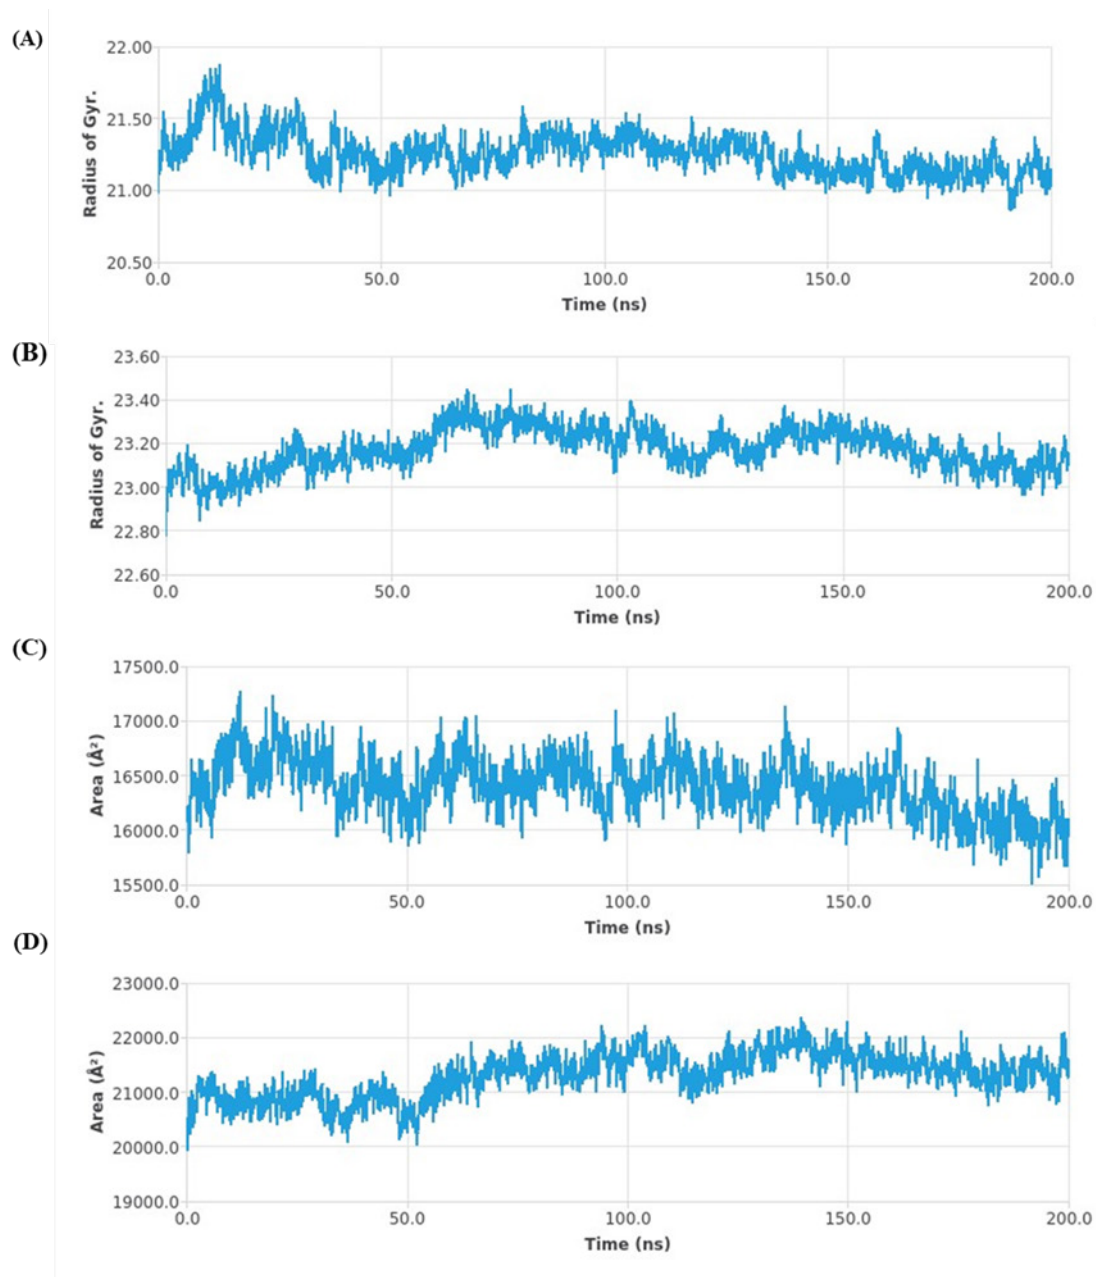 (A)
Radius of Gyr.
22.00
21.50
21.00
20.50
0.0 50.0 100.0 150.0 200.0
Time (ns)
(B)
Radius of Gyr.
23.60
23.40
23.20
23.00
22.80
22.60
0.0 50.0 100.0 150.0 200.0
Time (ns)
(C)
Area (Å²)
17500.0
17000.0
16500.0
16000.0
15500.0
0.0 50.0 100.0 150.0 200.0
Time (ns)
(D)
Area (Å²)
23000.0
22000.0
21000.0
20000.0
19000.0
0.0 50.0 100.0 150.0 200.0
Time (ns)